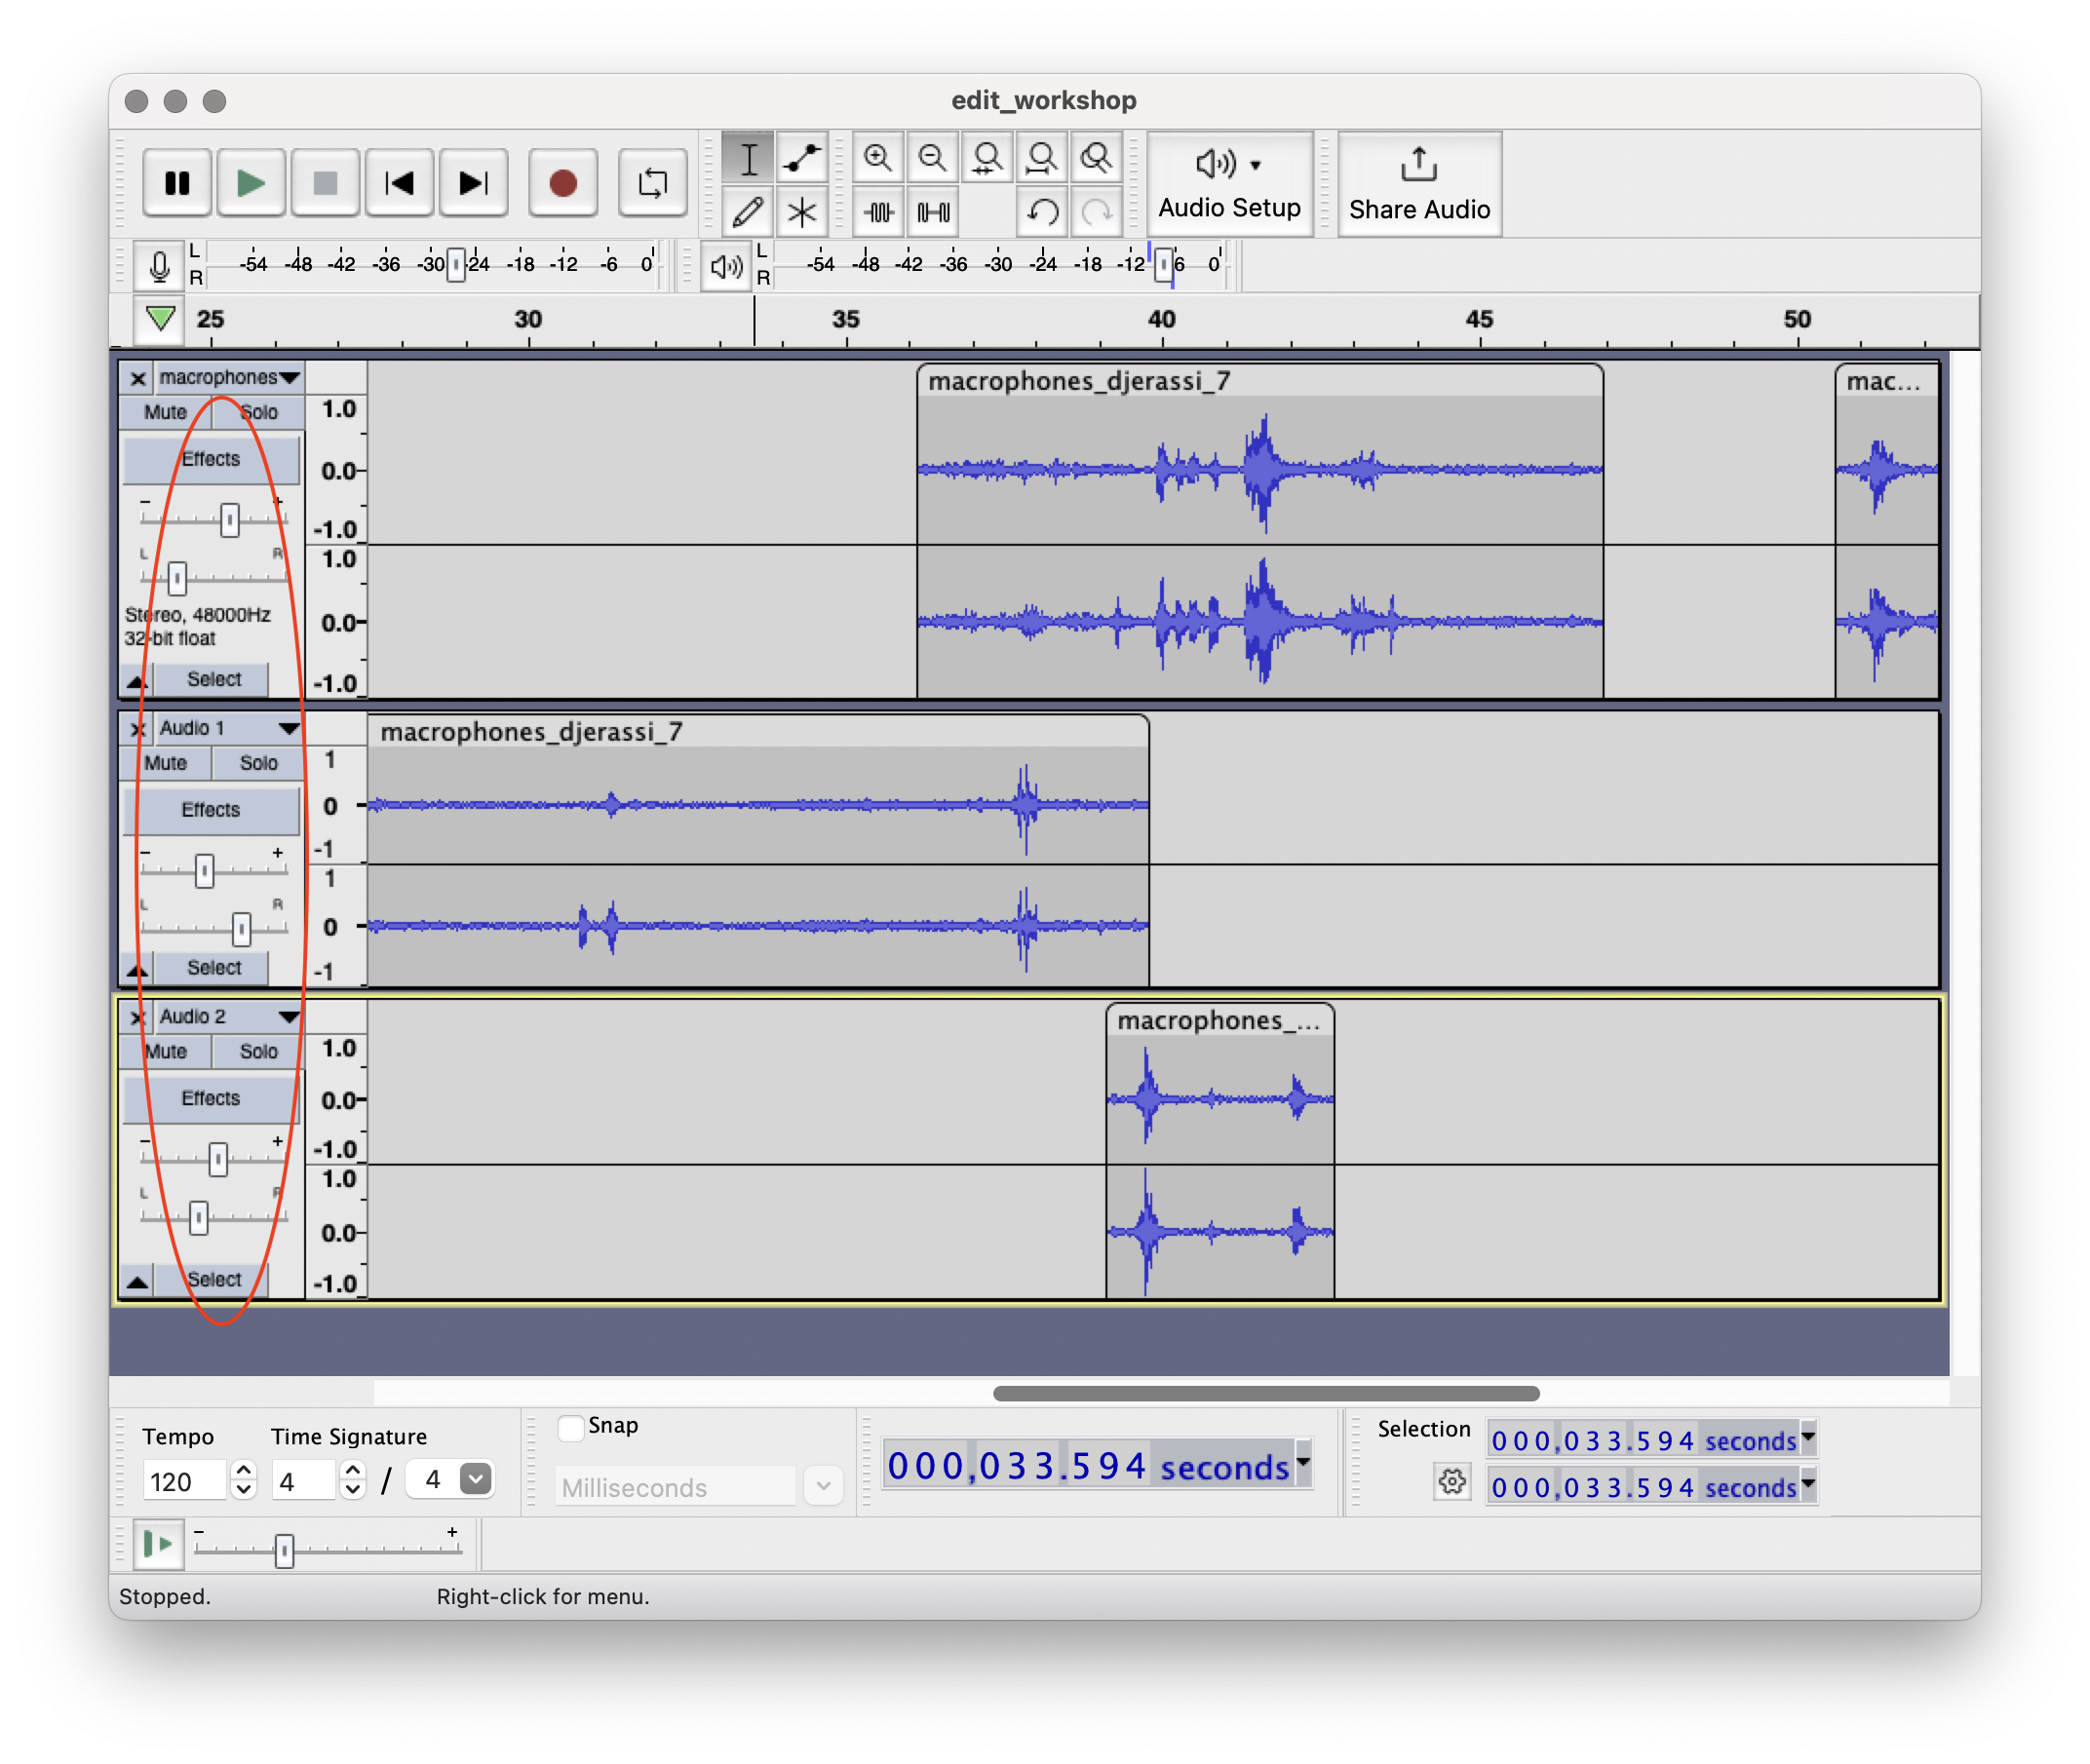 edit_workshop
Audio Setup
Share Audio
L
R
-54 -48 -42 -36 -30 -24 -18 -12 -6 0
L
R
-54 -48 -42 -36 -30 -24 -18 -12 6 0
25 30 35 40 45 50
macrophones
macrophones_djerassi_7
mac...
Mute Solo
Effects
- +
L R
Stereo, 48000Hz
32-bit float
Select
1.0
0.0
-1.0
1.0
0.0
-1.0
Audio 1
macrophones_djerassi_7
Mute Solo
Effects
- +
L R
Select
1
0
-1
1
0
-1
Audio 2
macrophones_...
Mute Solo
Effects
- +
L R
Select
1.0
0.0
-1.0
1.0
0.0
-1.0
Tempo
120
Time Signature
4 / 4
Snap
Milliseconds
000,033.594 seconds
Selection
000,033.594 seconds
000,033.594 seconds
- +
Stopped.
Right-click for menu.